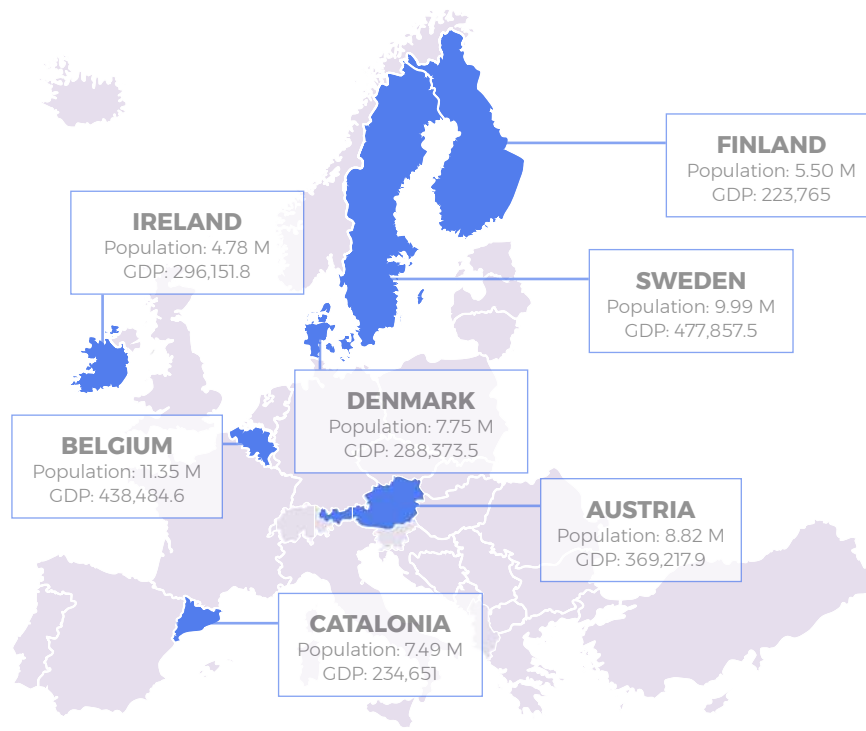 FINLAND
Population: 5.50 M
GDP: 223,765
IRELAND
Population: 4.78 M
GDP: 296,151.8
SWEDEN
Population: 9.99 M
GDP: 477,857.5
DENMARK
Population: 7.75 M
GDP: 288,373.5
BELGIUM
Population: 11.35 M
GDP: 438,484.6
AUSTRIA
Population: 8.82 M
GDP: 369,217.9
CATALONIA
Population: 7.49 M
GDP: 234,651